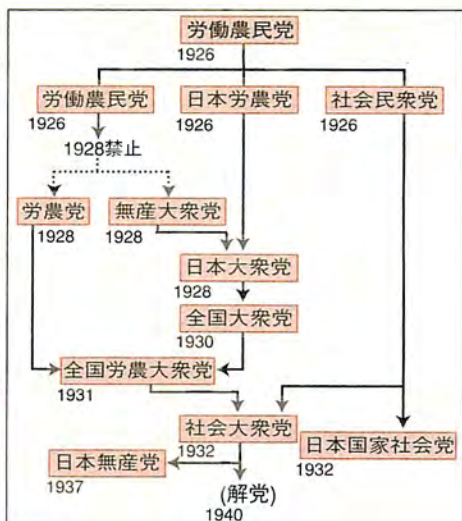 労働農民党
1926
労働農民党 日本労農党 社会民衆党
1926 1926 1926
1928禁止
労農党 無産大衆党
1928 1928
日本大衆党
1928
全国大衆党
1930
全国労農大衆党
1931
社会大衆党
1932
日本国家社会党
1932
日本無産党
1937
(解党)
1940